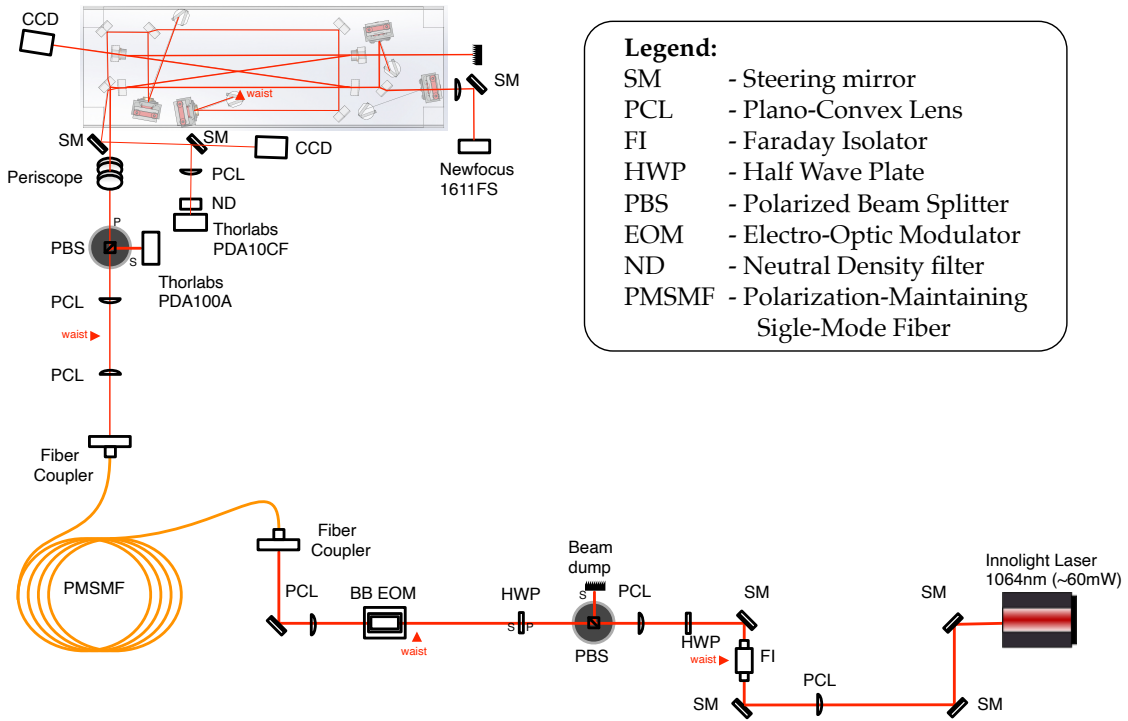 CCD
waist
SM
SM
SM
CCD
Newfocus
1611FS
Periscope
PCL
ND
Thorlabs
PDA10CF
P
PBS
S
Thorlabs
PDA100A
PCL
waist
PCL
Fiber
Coupler
PMSMF
Fiber
Coupler
PCL
BB EOM
waist
HWP
S P
Beam
dump
S
PBS
PCL
HWP
SM
waist
FI
SM
PCL
SM
SM
Innolight Laser
1064nm (~60mW)
Legend:
SM - Steering mirror
PCL - Plano-Convex Lens
FI - Faraday Isolator
HWP - Half Wave Plate
PBS - Polarized Beam Splitter
EOM - Electro-Optic Modulator
ND - Neutral Density filter
PMSMF - Polarization-Maintaining
Sigle-Mode Fiber